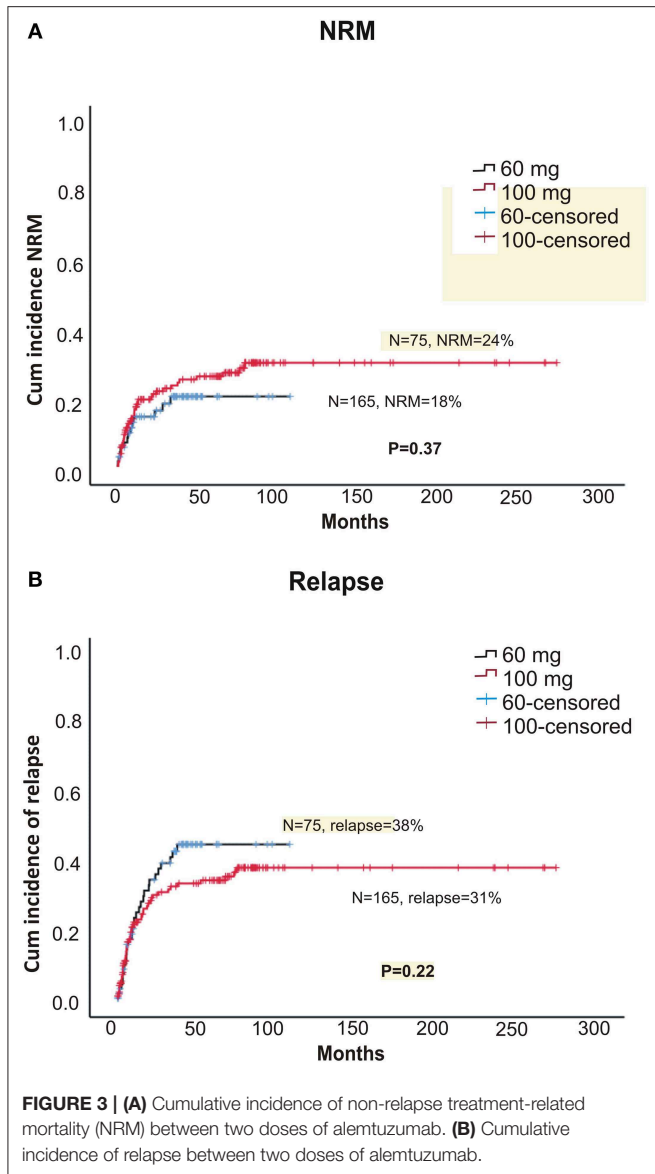 A
NRM
Cum incidence NRM
1.0
0.8
0.6
0.4
0.2
0.0
60 mg
100 mg
60-censored
100-censored
N=75, NRM=24%
N=165, NRM=18%
P=0.37
0 50 100 150 200 250 300
Months
B
Relapse
Cum incidence of relapse
1.0
0.8
0.6
0.4
0.2
0.0
60 mg
100 mg
60-censored
100-censored
N=75, relapse=38%
N=165, relapse=31%
P=0.22
0 50 100 150 200 250 300
Months
FIGURE 3 | (A) Cumulative incidence of non-relapse treatment-related
mortality (NRM) between two doses of alemtuzumab. (B) Cumulative
incidence of relapse between two doses of alemtuzumab.